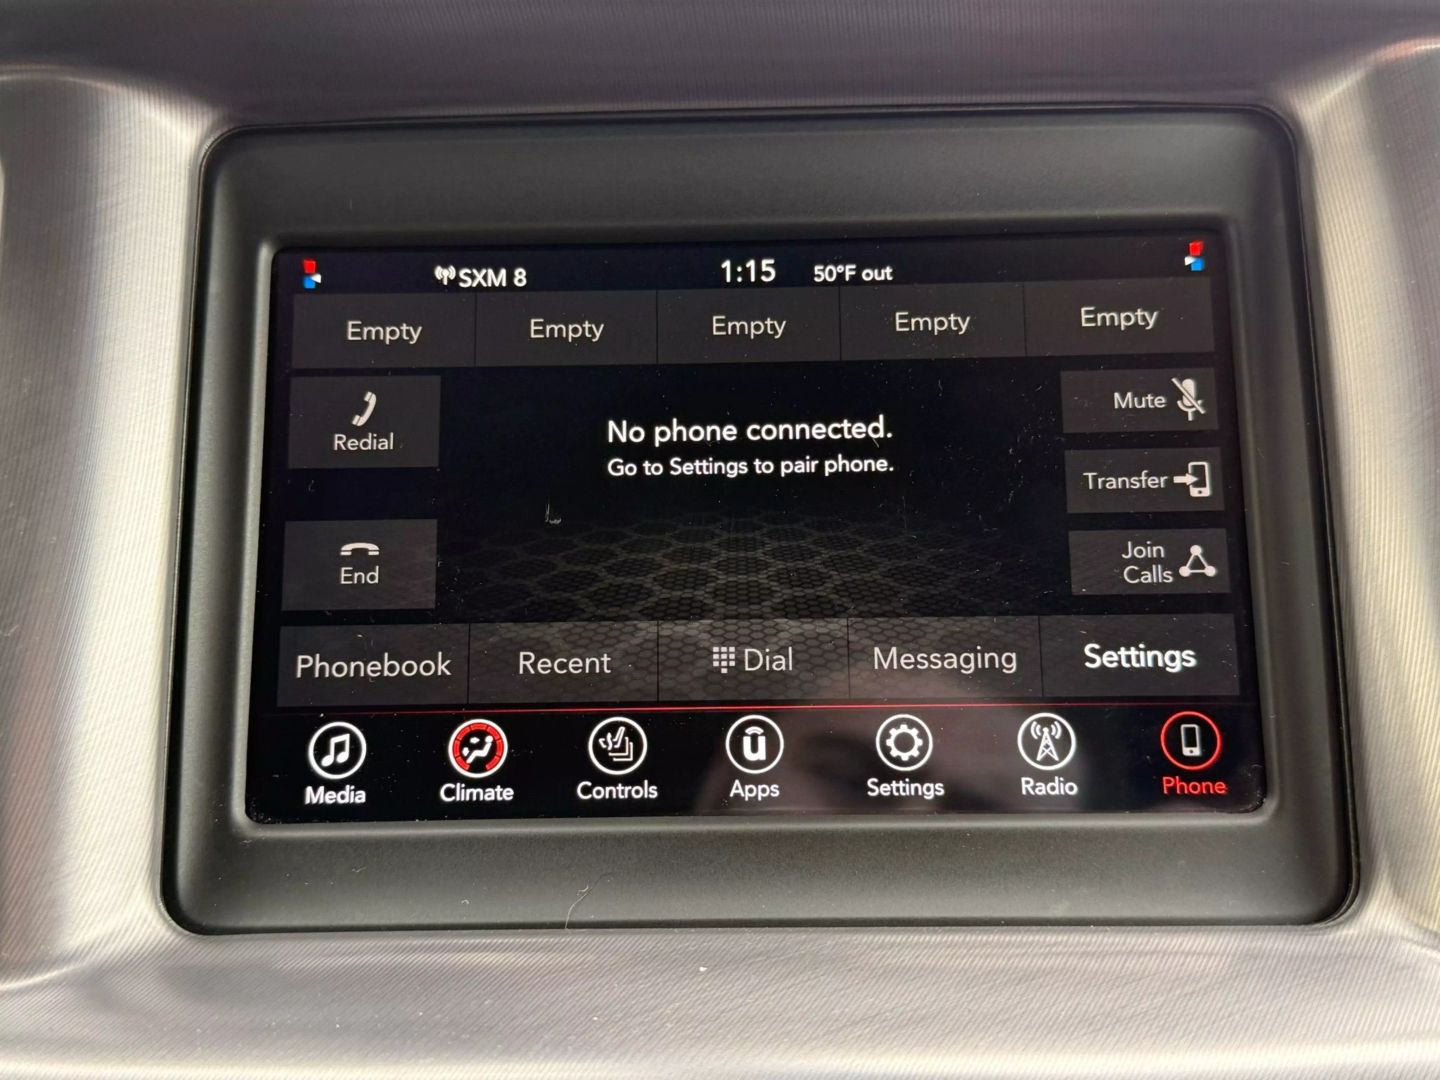 SXM 8 1:15 50°F out
Empty Empty Empty Empty Empty
Redial
No phone connected.
Go to Settings to pair phone.
Mute
Transfer
End
Join
Calls
Phonebook Recent Dial Messaging Settings
Media Climate Controls Apps Settings Radio Phone